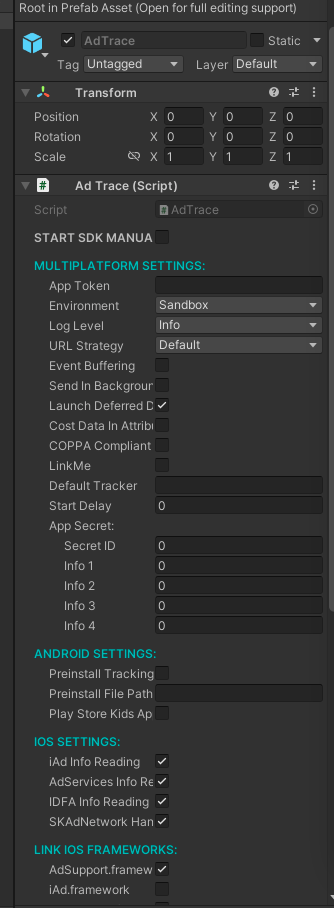 Root in Prefab Asset (Open for full editing support)
AdTrace Static
Tag Untagged Layer Default
Transform
Position X 0 Y 0 Z 0
Rotation X 0 Y 0 Z 0
Scale X 1 Y 1 Z 1
# Ad Trace (Script)
Script # AdTrace
START SDK MANUA
MULTIPLATFORM SETTINGS:
App Token
Environment Sandbox
Log Level Info
URL Strategy Default
Event Buffering
Send In Backgroun
Launch Deferred D
Cost Data In Attribu
COPPA Compliant
LinkMe
Default Tracker
Start Delay 0
App Secret:
Secret ID 0
Info 1 0
Info 2 0
Info 3 0
Info 4 0
ANDROID SETTINGS:
Preinstall Tracking
Preinstall File Path
Play Store Kids Ap
IOS SETTINGS:
iAd Info Reading
AdServices Info Re
IDFA Info Reading
SKAdNetwork Han
LINK IOS FRAMEWORKS:
AdSupport.framew
iAd.framework